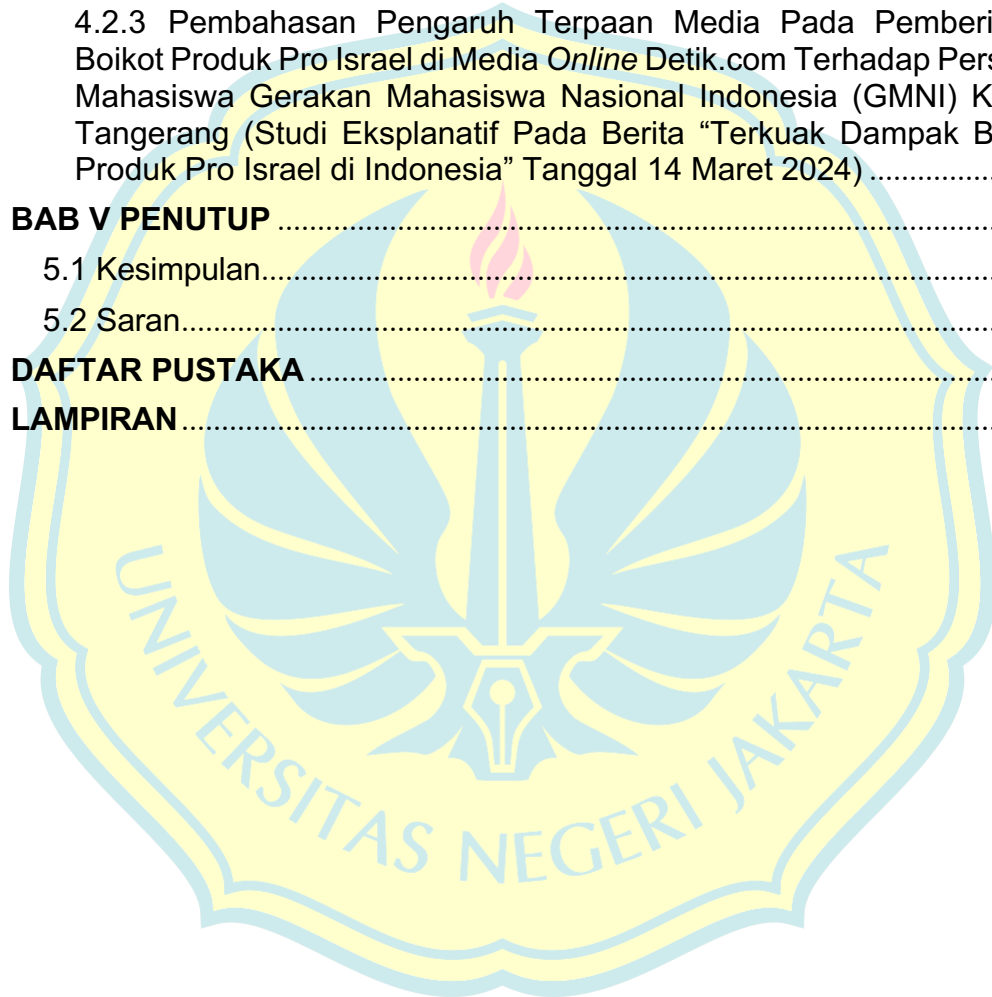 4.2.3 Pembahasan Pengaruh Terpaan Media Pada Pemberi
Boikot Produk Pro Israel di Media Online Detik.com Terhadap Pers
Mahasiswa Gerakan Mahasiswa Nasional Indonesia (GMNI) K
Tangerang (Studi Eksplanatif Pada Berita “Terkuak Dampak B
Produk Pro Israel di Indonesia” Tanggal 14 Maret 2024) ................
BAB V PENUTUP ................................................................................
5.1 Kesimpulan..................................................................................
5.2 Saran...........................................................................................
DAFTAR PUSTAKA ............................................................................
LAMPIRAN ..........................................................................................
UNIVERSITAS NEGERI JAKARTA